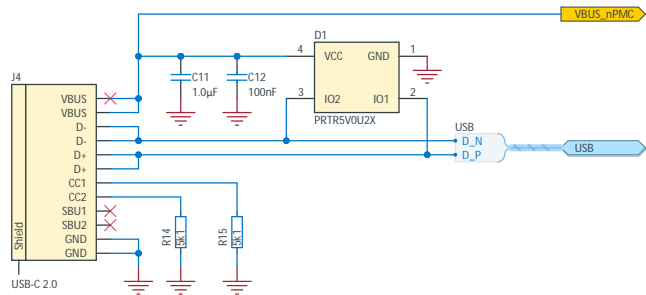 VBUS_nPMC
D1
4
VCC
GND
1
C11
1.0µF
C12
100nF
3
IO2
IO1
2
PRTR5V0U2X
J4
VBUS
VBUS
D-
D-
D+
D+
CC1
CC2
SBU1
SBU2
GND
GND
Shield
USB-C 2.0
USB
D_N
D_P
USB
R14
5k1
R15
5k1